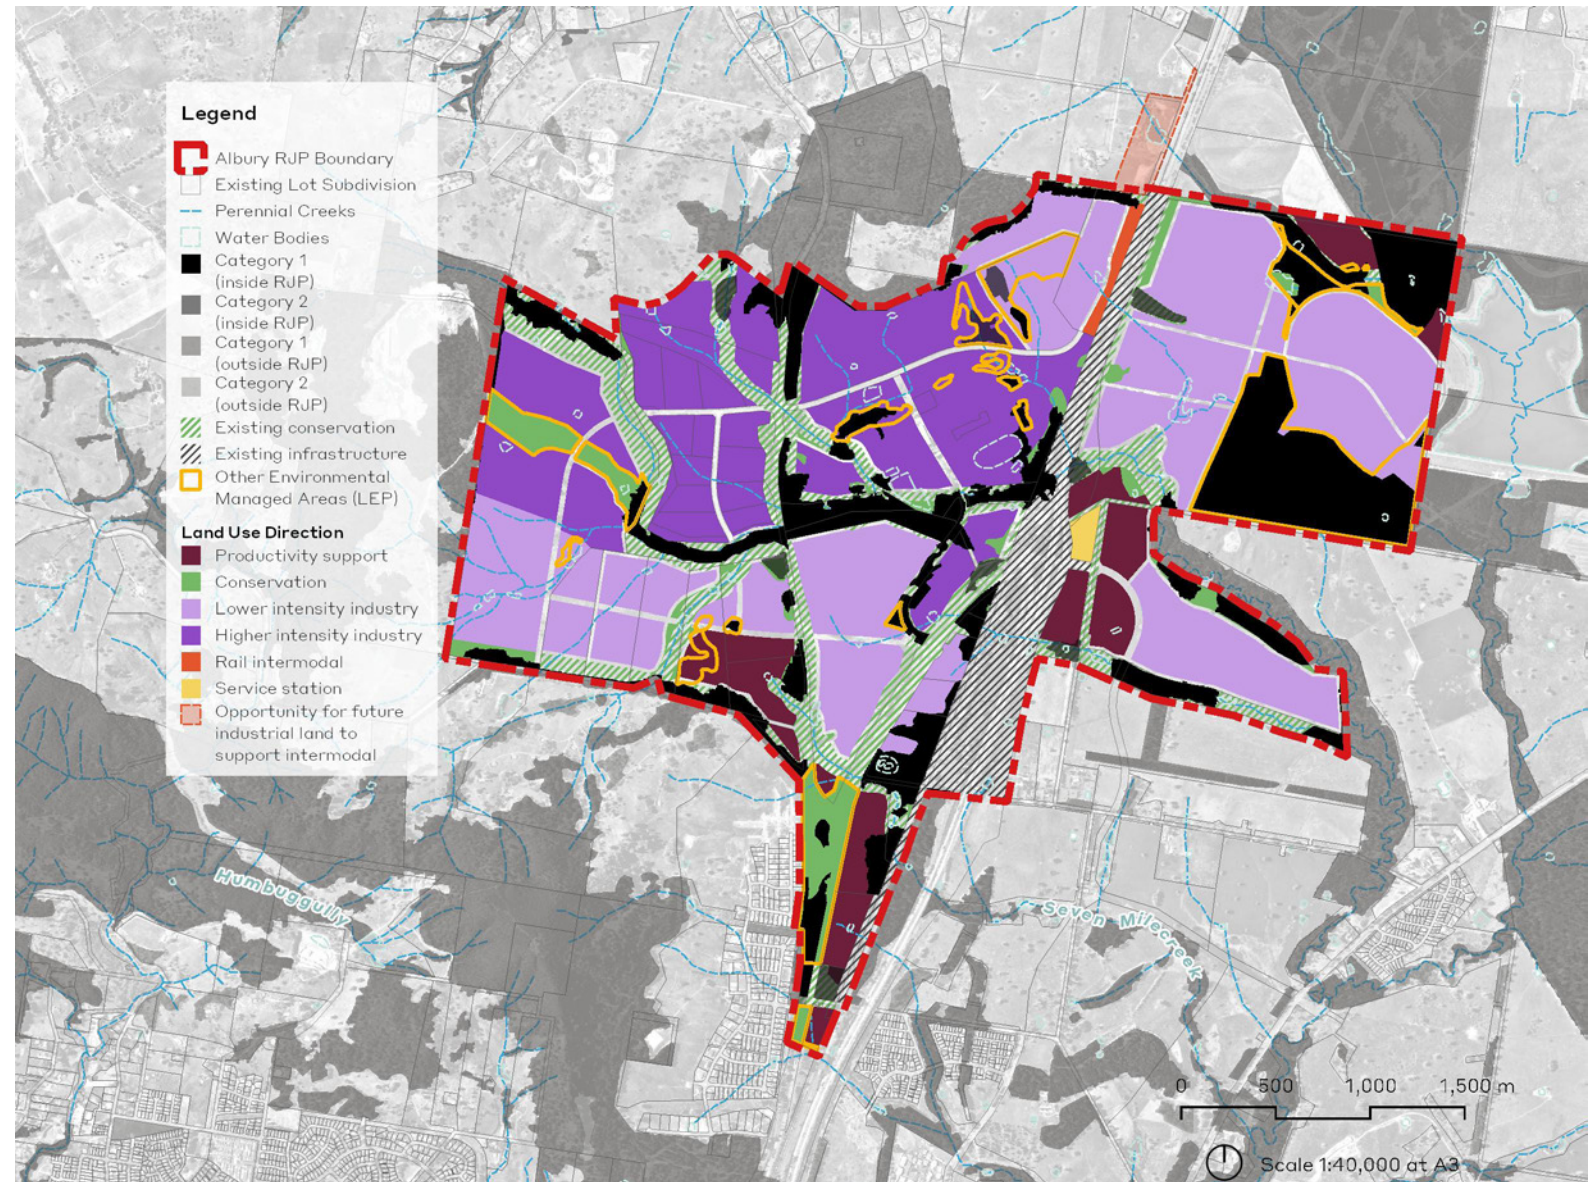 Legend
Albury RJP Boundary
Existing Lot Subdivision
Perennial Creeks
Water Bodies
Category 1
(inside RJP)
Category 2
(inside RJP)
Category 1
(outside RJP)
Category 2
(outside RJP)
Existing conservation
Existing infrastructure
Other Environmental
Managed Areas (LEP)
Land Use Direction
Productivity support
Conservation
Lower intensity industry
Higher intensity industry
Rail intermodal
Service station
Opportunity for future
industrial land to
support intermodal
Humbuggully
Seven Milecreek
0 500 1,000 1,500 m
Scale 1:40,000 at A3